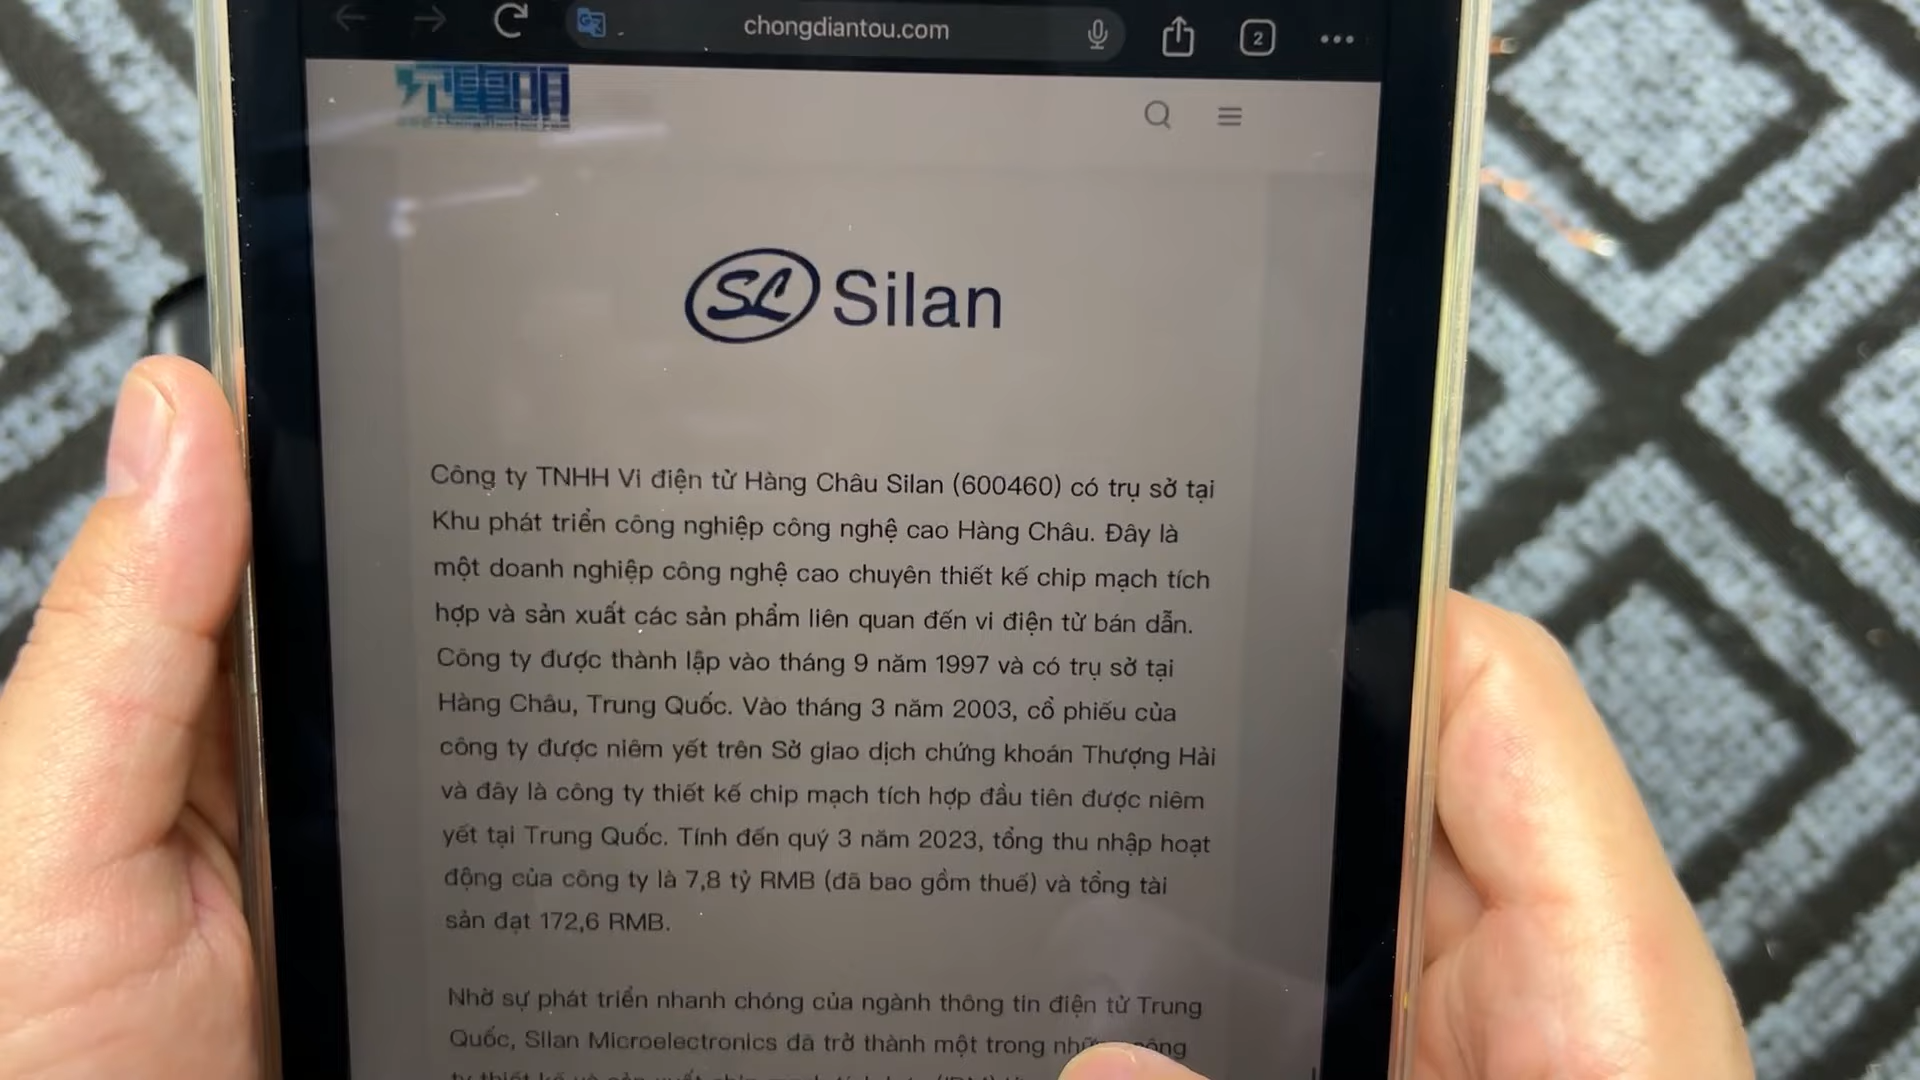 chongdiantou.com
2
充電頭
SL Silan
Công ty TNHH Vi điện tử Hàng Châu Silan (600460) có trụ sở tại
Khu phát triển công nghiệp công nghệ cao Hàng Châu. Đây là
một doanh nghiệp công nghệ cao chuyên thiết kế chip mạch tích
hợp và sản xuất các sản phẩm liên quan đến vi điện tử bán dẫn.
Công ty được thành lập vào tháng 9 năm 1997 và có trụ sở tại
Hàng Châu, Trung Quốc. Vào tháng 3 năm 2003, cổ phiếu của
công ty được niêm yết trên Sở giao dịch chứng khoán Thượng Hải
và đây là công ty thiết kế chip mạch tích hợp đầu tiên được niêm
yết tại Trung Quốc. Tính đến quý 3 năm 2023, tổng thu nhập hoạt
động của công ty là 7,8 tỷ RMB (đã bao gồm thuế) và tổng tài
sản đạt 172,6 RMB.
Nhờ sự phát triển nhanh chóng của ngành thông tin điện tử Trung
Quốc, Silan Microelectronics đã trở thành một trong